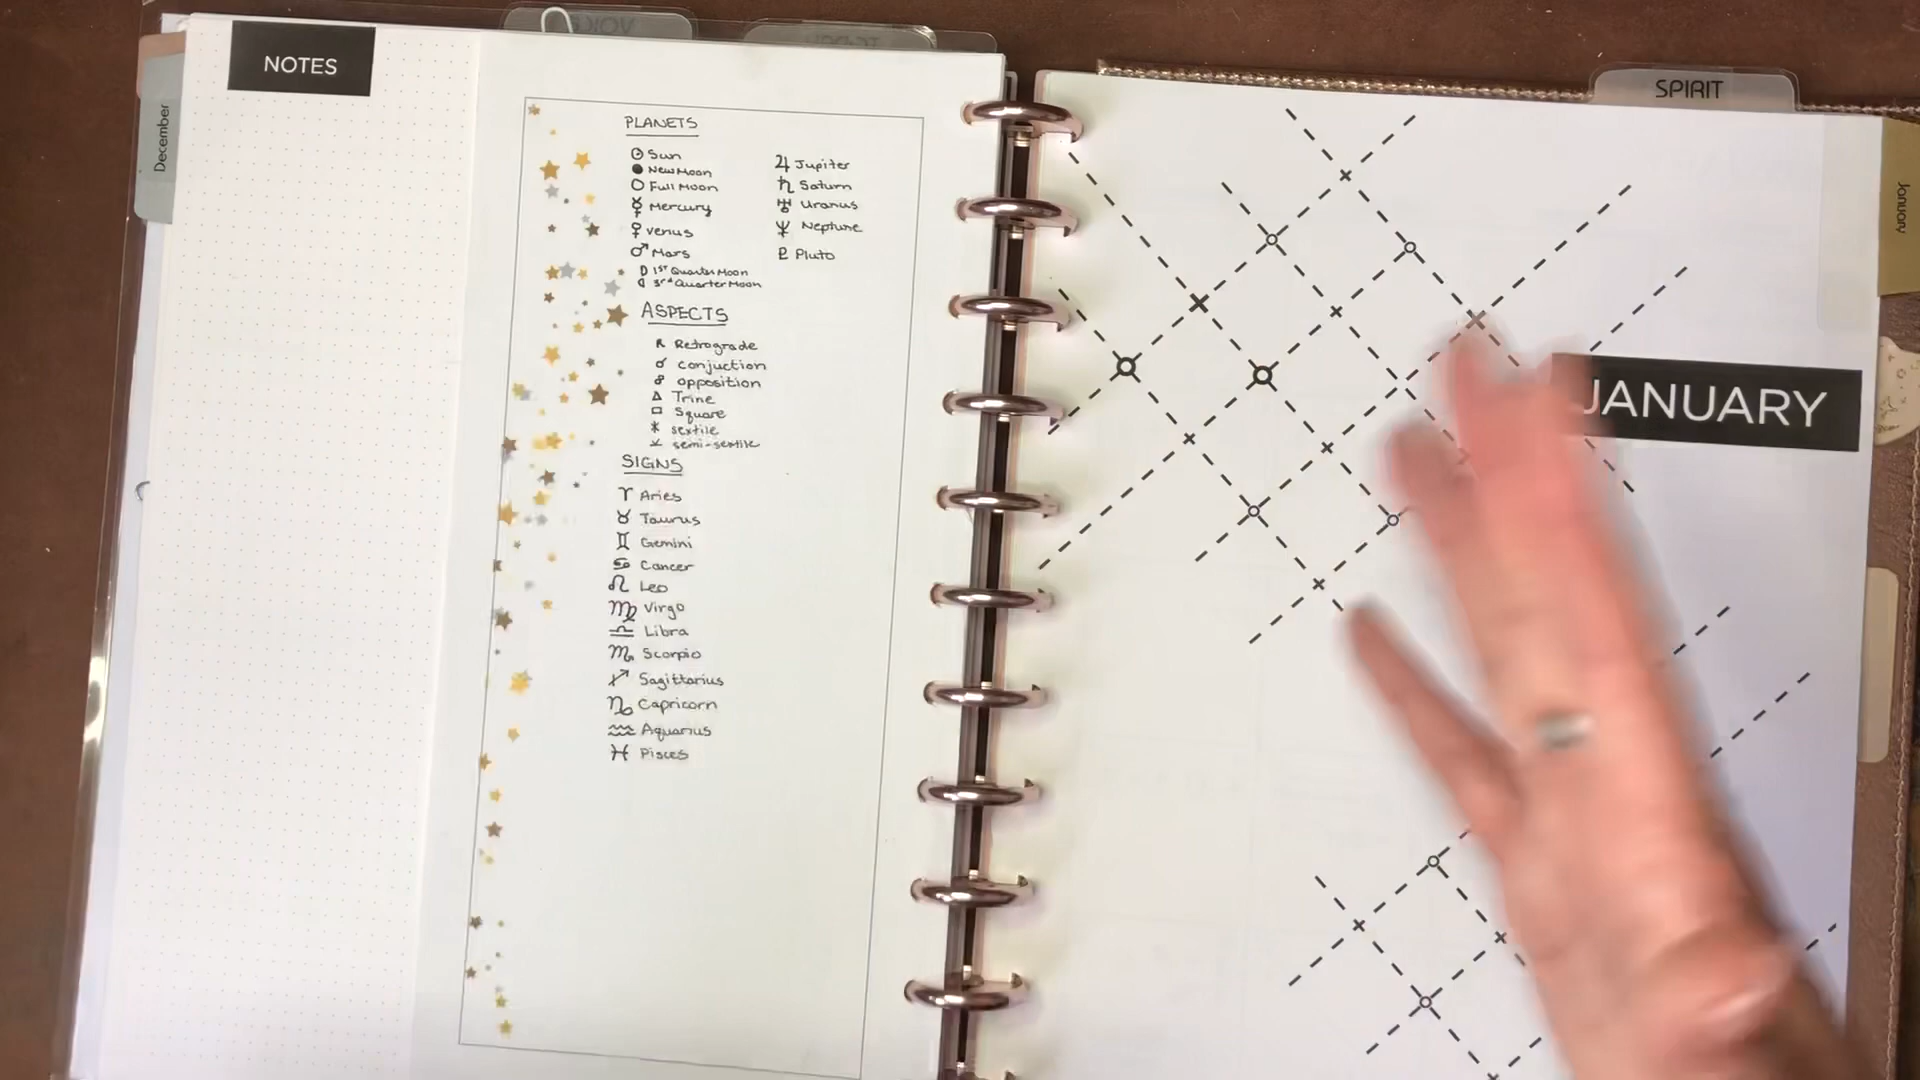 NOTES
December
PLANETS
☉ Sun
● New Moon
○ Full Moon
☿ Mercury
♀ Venus
♂ Mars
1st Quarter Moon
3rd Quarter Moon
♃ Jupiter
♄ Saturn
♅ Uranus
♆ Neptune
♇ Pluto
ASPECTS
Retrograde
☌ conjuction
☍ opposition
△ Trine
□ Square
⚹ sextile
⚺ semi-sextile
SIGNS
♈ Aries
♉ Taurus
♊ Gemini
♋ Cancer
♌ Leo
♍ Virgo
♎ Libra
♏ Scorpio
♐ Sagittarius
♑ Capricorn
♒ Aquarius
♓ Pisces
SPIRIT
January
JANUARY